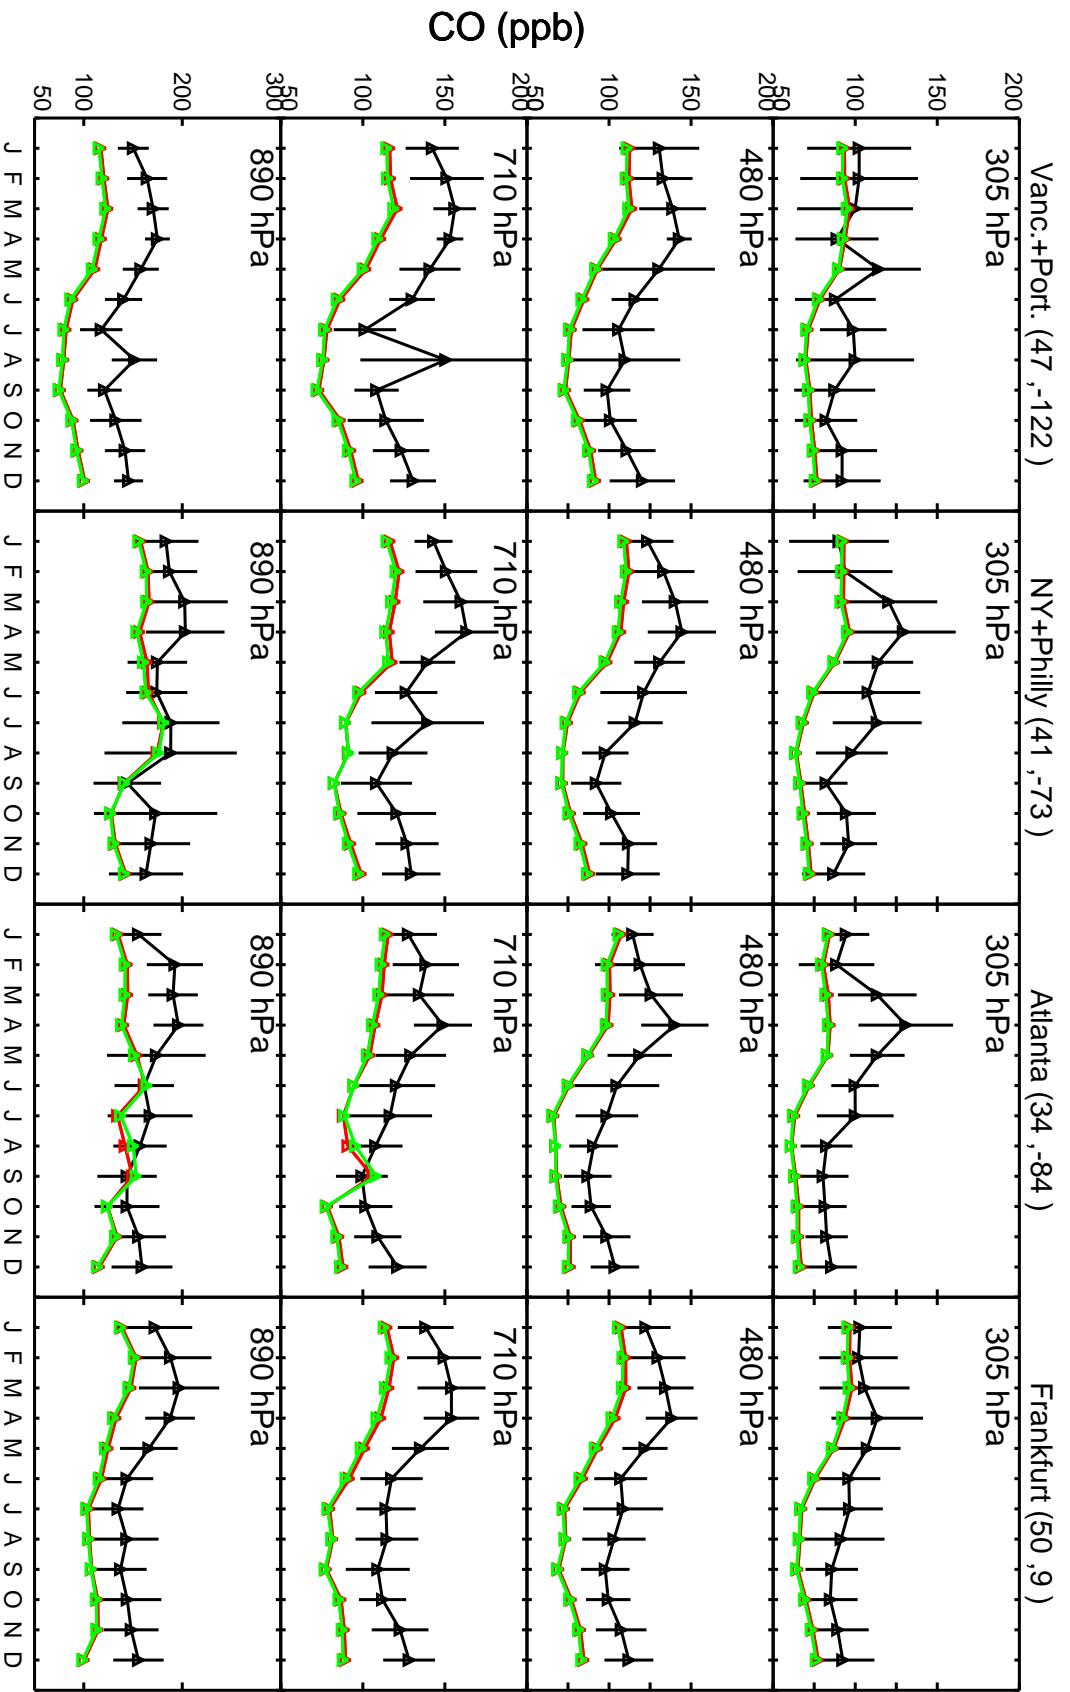 CO (ppb)
Vanc.+Port. (47 ,-122 )
NY+Philly (41 ,-73 )
Atlanta (34 ,-84 )
Frankfurt (50 ,9 )
200
150
100
50
305 hPa
305 hPa
305 hPa
305 hPa
200
150
100
50
480 hPa
480 hPa
480 hPa
480 hPa
200
150
100
50
710 hPa
710 hPa
710 hPa
710 hPa
300
200
100
50
890 hPa
890 hPa
890 hPa
890 hPa
J F M A M J J A S O N D
J F M A M J J A S O N D
J F M A M J J A S O N D
J F M A M J J A S O N D